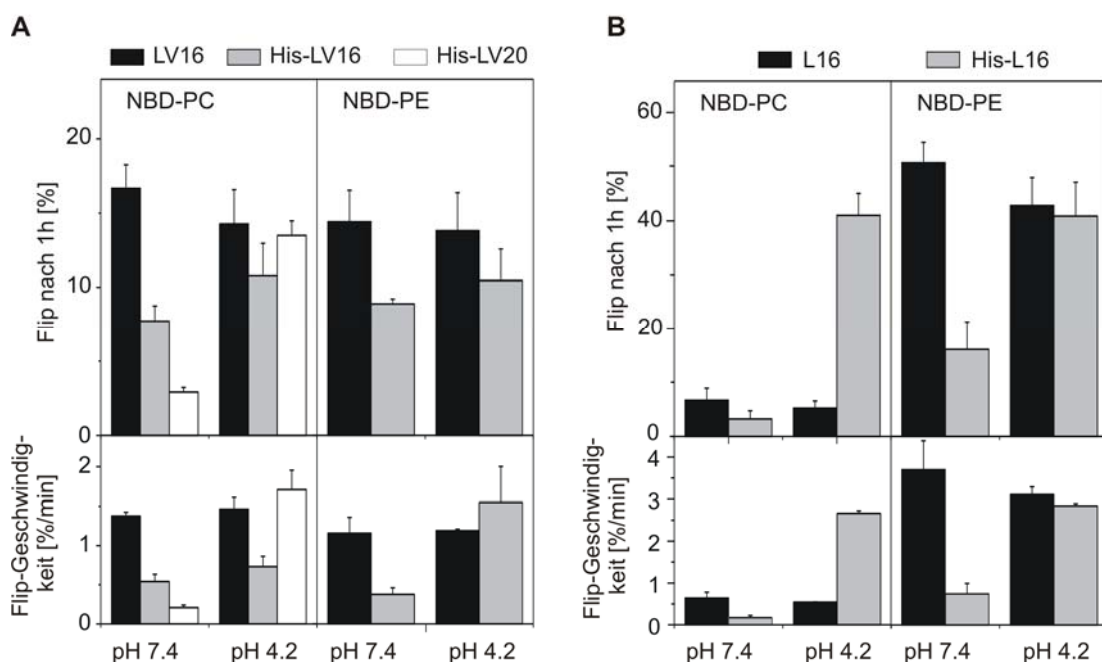 A
LV16 His-LV16 His-LV20
NBD-PC NBD-PE
Flip nach 1h [%]
20
10
0
Flip-Geschwindig-
keit [%/min]
2
1
0
pH 7.4 pH 4.2 pH 7.4 pH 4.2
B
L16 His-L16
NBD-PC NBD-PE
Flip nach 1h [%]
60
40
20
0
Flip-Geschwindig-
keit [%/min]
4
3
2
1
0
pH 7.4 pH 4.2 pH 7.4 pH 4.2